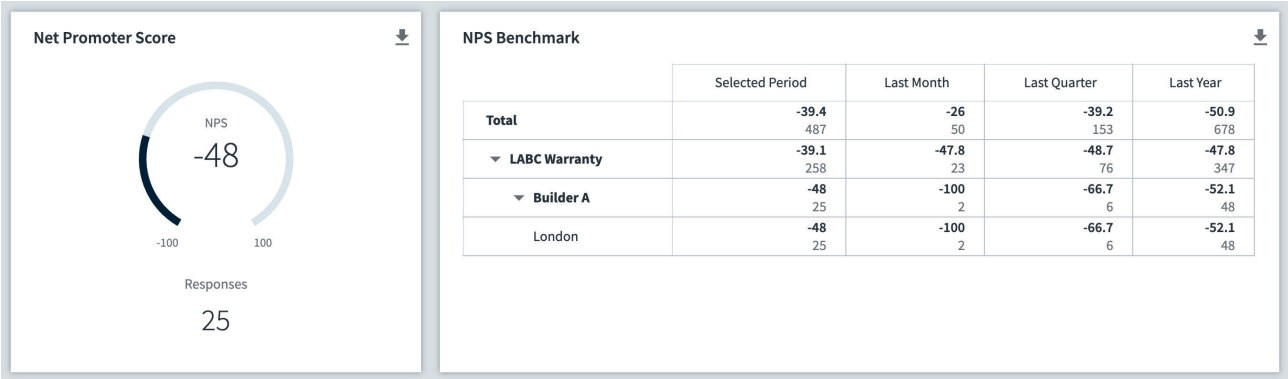 Net Promoter Score
NPS
-48
-100 100
Responses
25
NPS Benchmark
Selected Period Last Month Last Quarter Last Year
Total -39.4 -26 -39.2 -50.9
487 50 153 678
LABC Warranty -39.1 -47.8 -48.7 -47.8
258 23 76 347
Builder A -48 -100 -66.7 -52.1
25 2 6 48
London -48 -100 -66.7 -52.1
25 2 6 48